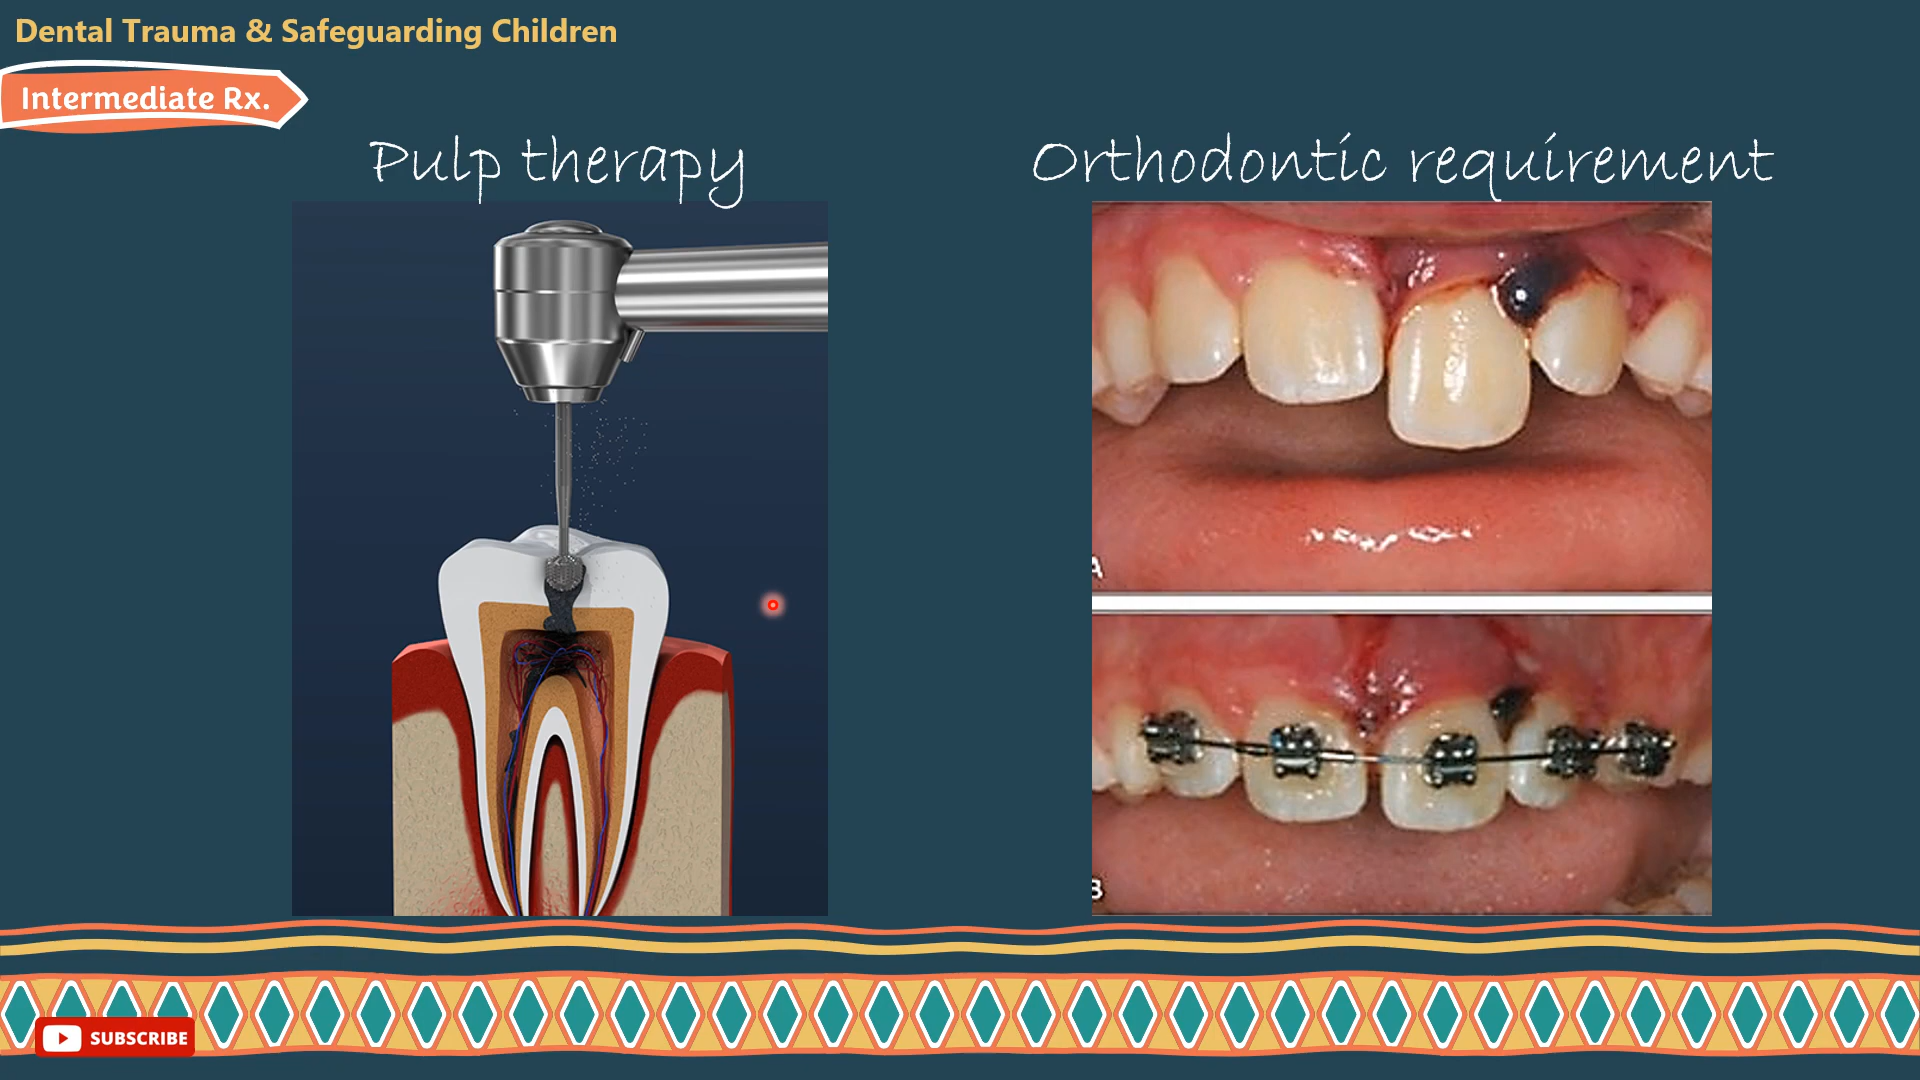 Dental Trauma & Safeguarding Children
Intermediate Rx.
Pulp therapy
Orthodontic requirement
A
B
SUBSCRIBE